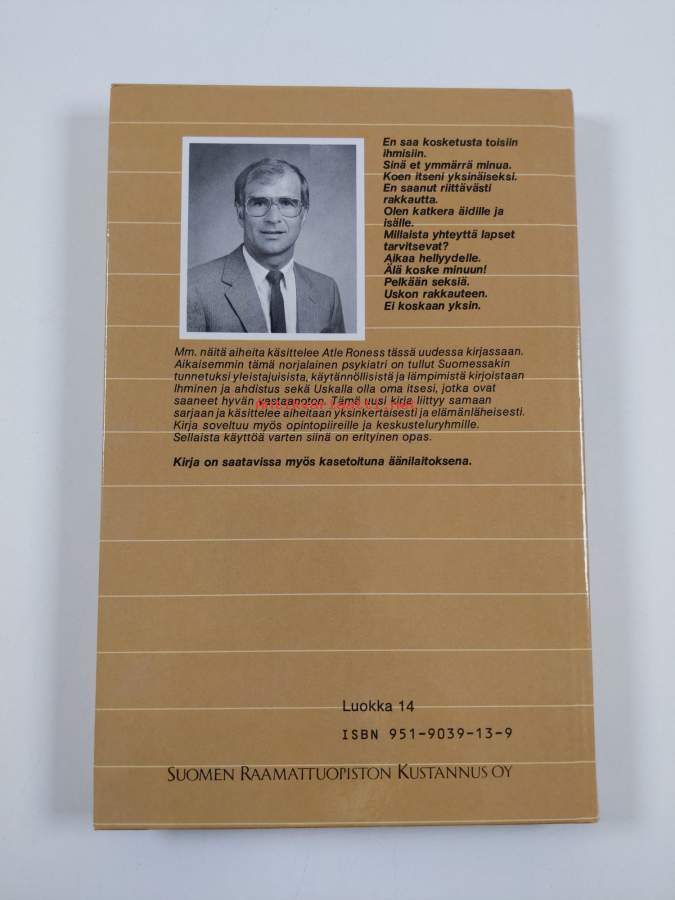 En saa kosketusta toisiin
ihmisiin.
Sinä et ymmärrä minua.
Koen itseni yksinäiseksi.
En saanut riittävästi
rakkautta.
Olen katkera äidille ja
isälle.
Millaista yhteyttä lapset
tarvitsevat?
Aikaa hellyydelle.
Älä koske minuun!
Pelkään seksiä.
Uskon rakkauteen.
Ei koskaan yksin.
Mm. näitä aiheita käsittelee Atle Roness tässä uudessa kirjassaan.
Aikaisemmin tämä norjalainen psykiatri on tullut Suomessakin
tunnetuksi yleistajuisista, käytännöllisistä ja lämpimistä kirjoistaan
Ihminen ja ahdistus sekä Uskalla olla oma itsesi, jotka ovat
saaneet hyvän vastaanoton. Tämä uusi kirja liittyy samaan
sarjaan ja käsittelee aiheitaan yksinkertaisesti ja elämänläheisesti.
Kirja soveltuu myös opintopiireille ja keskusteluryhmille.
Sellaista käyttöä varten siinä on erityinen opas.
Kirja on saatavissa myös kasetoituna äänilaitoksena.
Luokka 14
ISBN 951-9039-13-9
SUOMEN RAAMATTUOPISTON KUSTANNUS OY